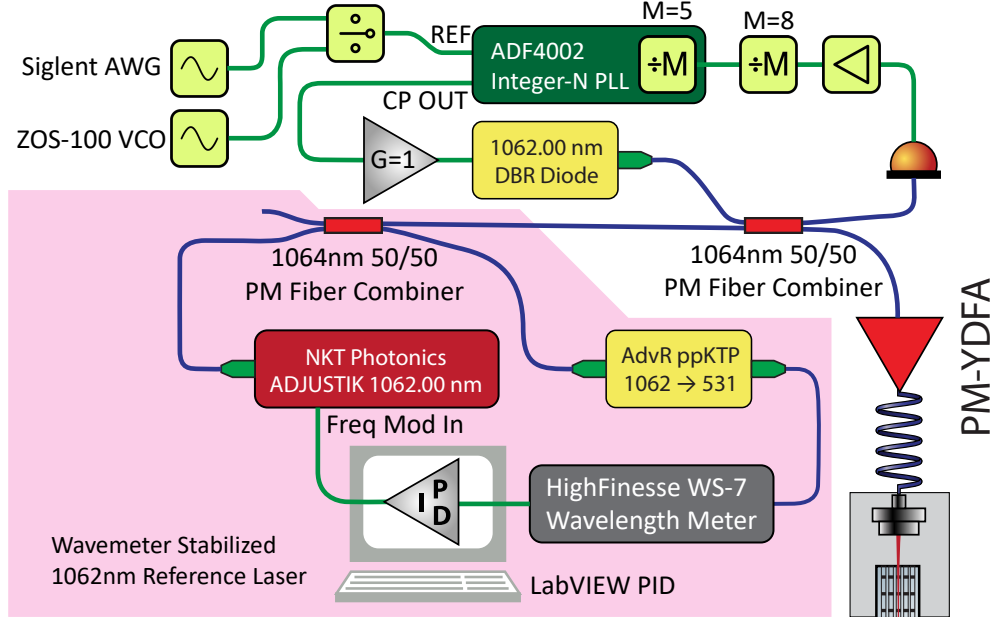 M=5
M=8
Siglent AWG
REF
ADF4002
Integer-N PLL
÷M
÷M
CP OUT
ZOS-100 VCO
G=1
1062.00 nm
DBR Diode
1064nm 50/50
PM Fiber Combiner
1064nm 50/50
PM Fiber Combiner
NKT Photonics
ADJUSTIK 1062.00 nm
AdvR ppKTP
1062 → 531
PM-YDFA
Freq Mod In
P
I
D
HighFinesse WS-7
Wavelength Meter
Wavemeter Stabilized
1062nm Reference Laser
LabVIEW PID